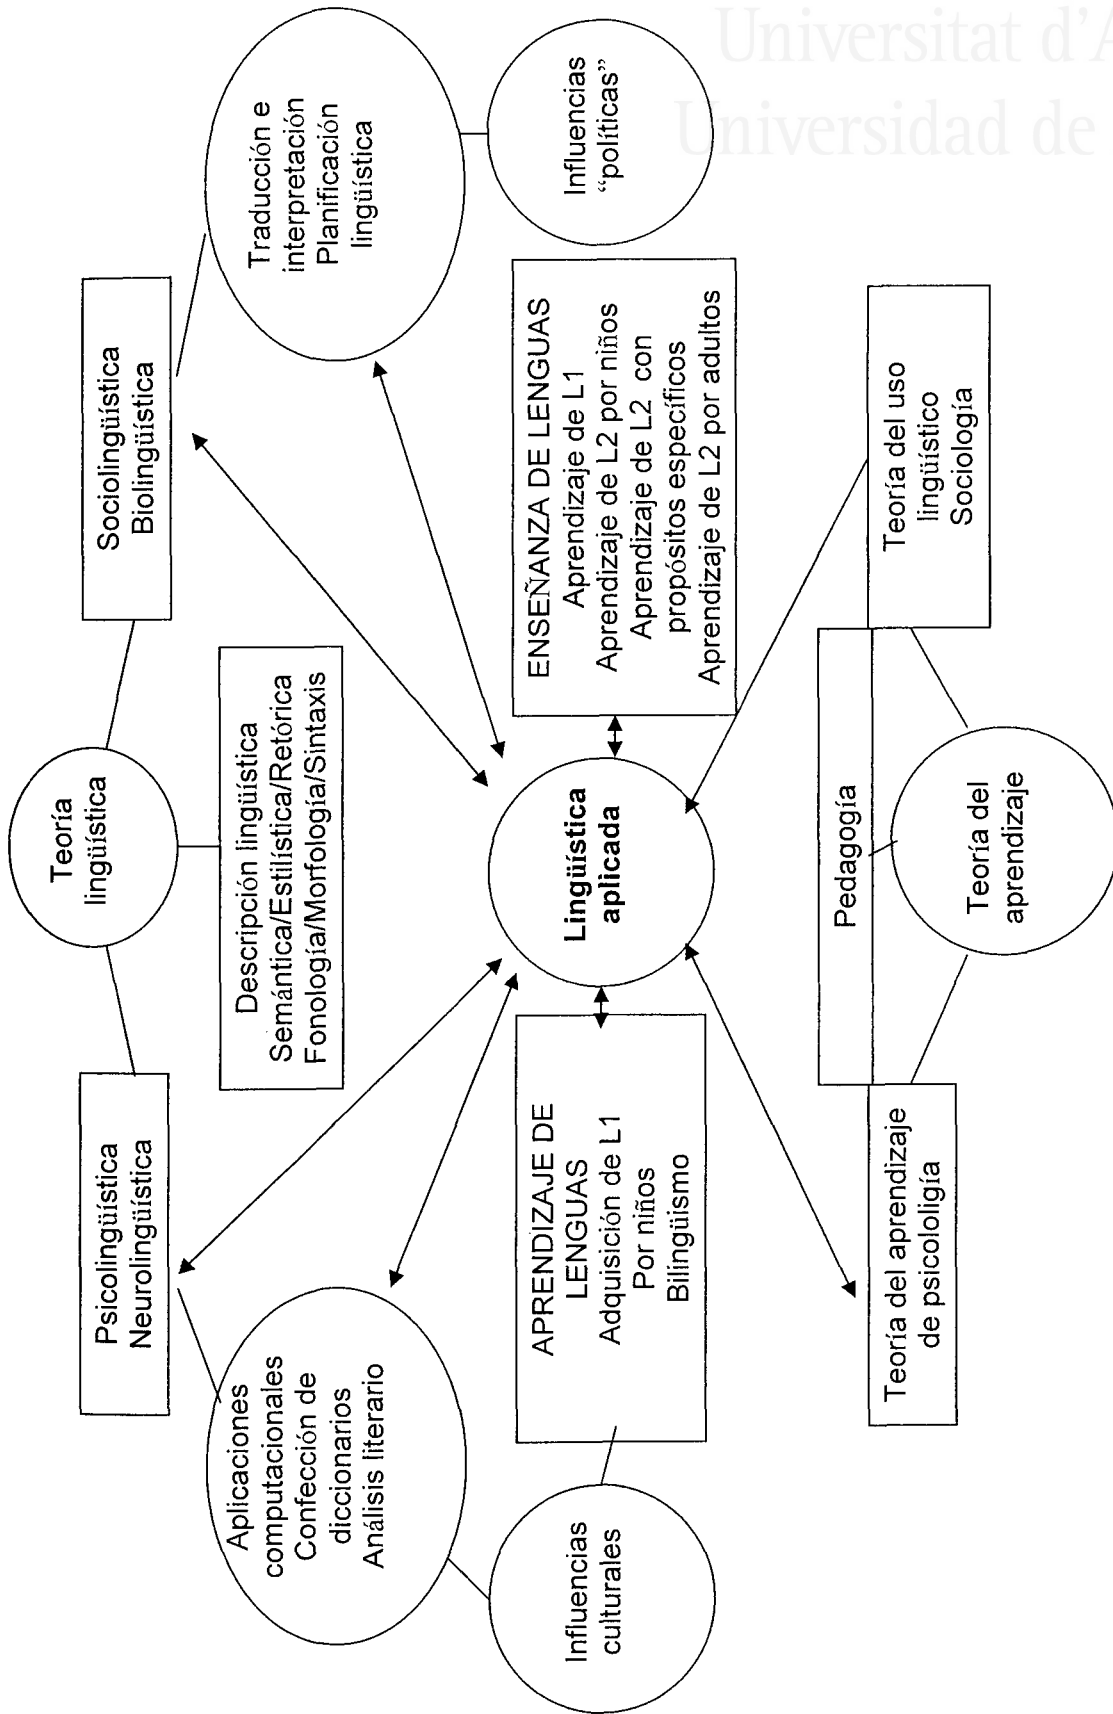 Universitat d'A
Universidad de
Teoría
lingüística
Psicolingüística
Neurolingüística
Sociolingüística
Biolingüística
Descripción lingüística
Semántica/Estilística/Retórica
Fonología/Morfología/Sintaxis
Aplicaciones
computacionales
Confección de
diccionarios
Análisis literario
Traducción e
interpretación
Planificación
lingüística
Influencias
culturales
APRENDIZAJE DE
LENGUAS
Adquisición de L1
Por niños
Bilingüismo
Lingüística
aplicada
ENSEÑANZA DE LENGUAS
Aprendizaje de L1
Aprendizaje de L2 por niños
Aprendizaje de L2 con
propósitos específicos
Aprendizaje de L2 por adultos
Influencias
“políticas”
Teoría del aprendizaje
de psicololigía
Pedagogía
Teoría del uso
lingüístico
Sociología
Teoría del
aprendizaje